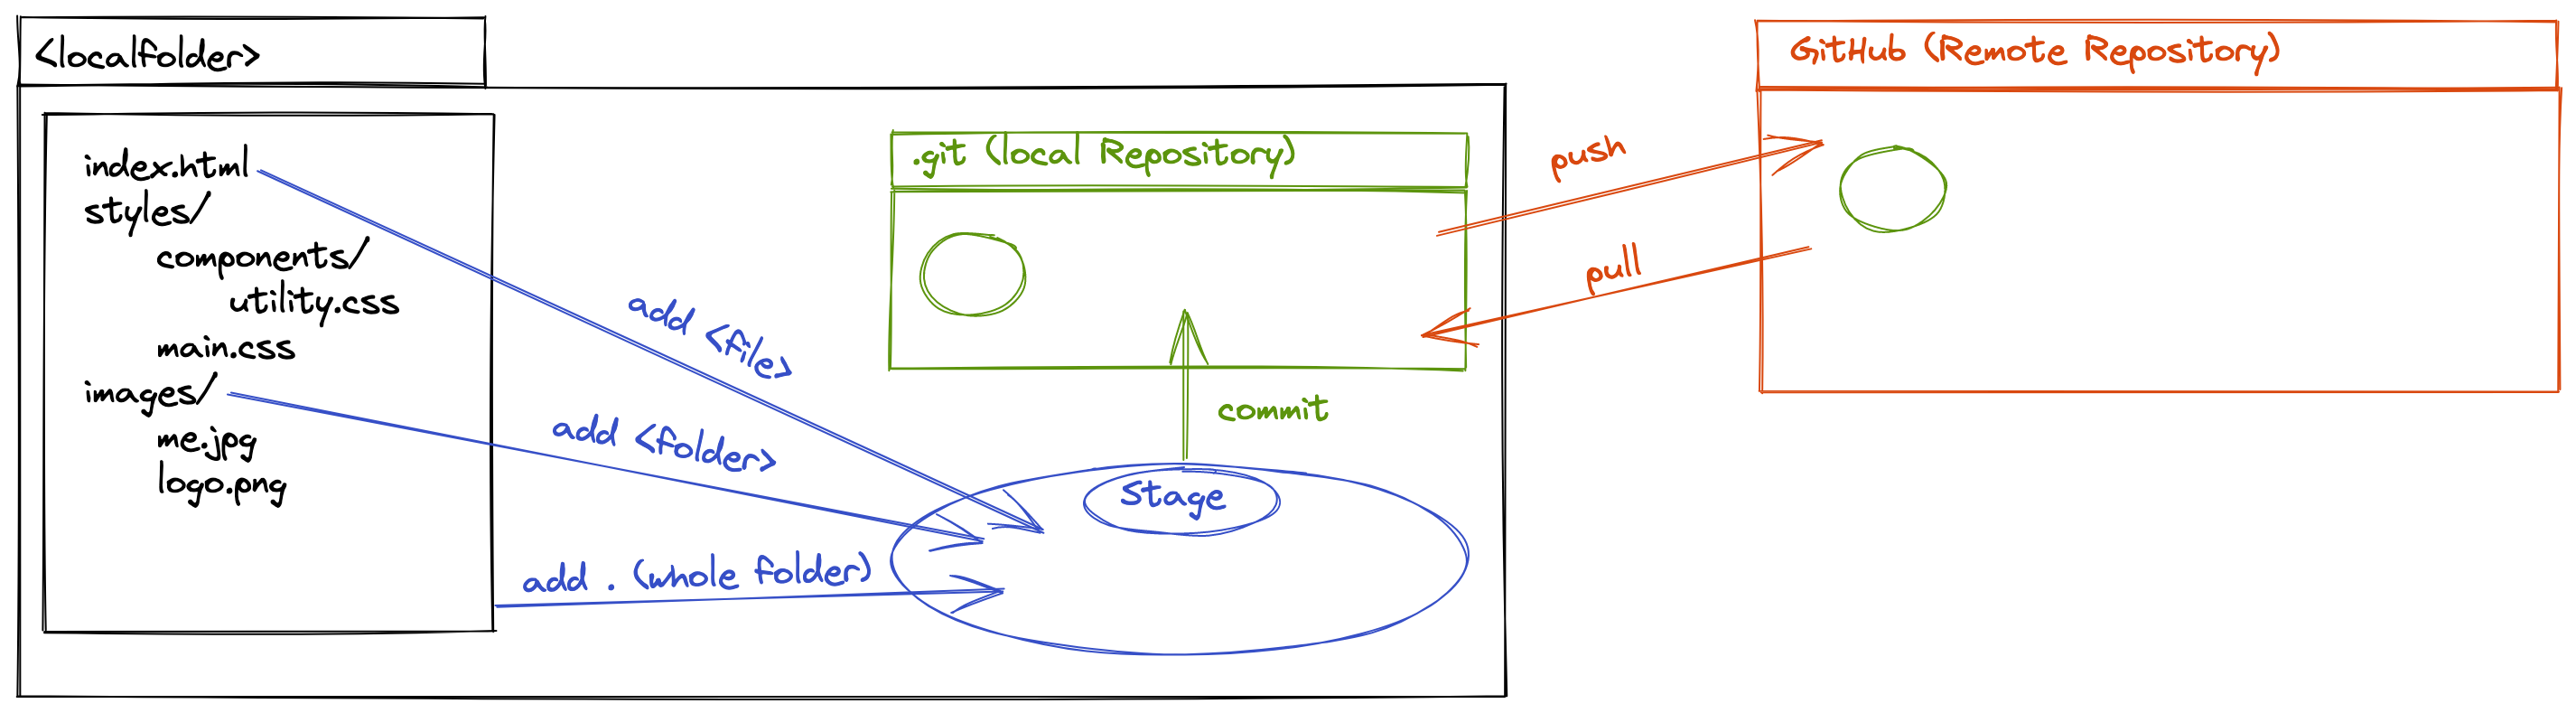 <localfolder>
index.html
styles/
components/
utility.css
main.css
images/
me.jpg
logo.png
add <file>
add <folder>
add . (whole folder)
.git (local Repository)
commit
Stage
push
pull
GitHub (Remote Repository)